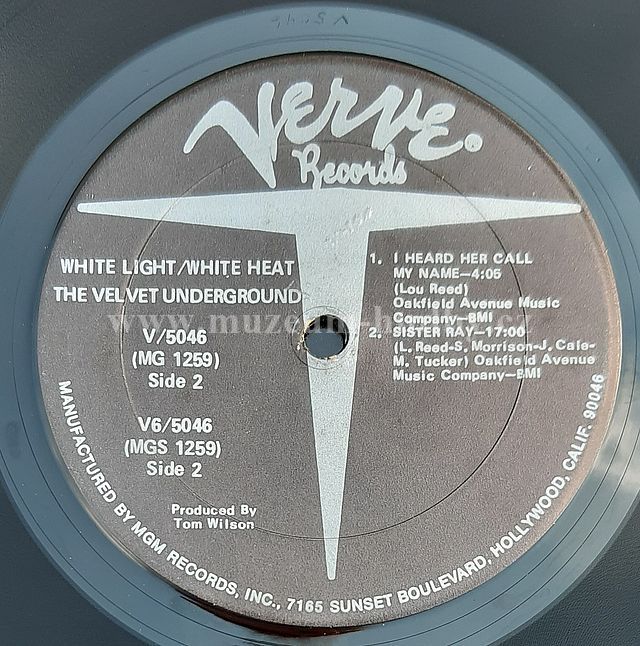 Verve
Records
WHITE LIGHT/WHITE HEAT
THE VELVET UNDERGROUND
V/5046
(MG 1259)
Side 2
V6/5046
(MGS 1259)
Side 2
Produced By
Tom Wilson
1. I HEARD HER CALL
MY NAME—4:05
(Lou Reed)
Oakfield Avenue Music
Company—BMI
2. SISTER RAY—17:00
(L. Reed-S. Morrison-J. Cale-
M. Tucker) Oakfield Avenue
Music Company—BMI
MANUFACTURED BY MGM RECORDS, INC., 7165 SUNSET BOULEVARD, HOLLYWOOD, CALIF. 90046